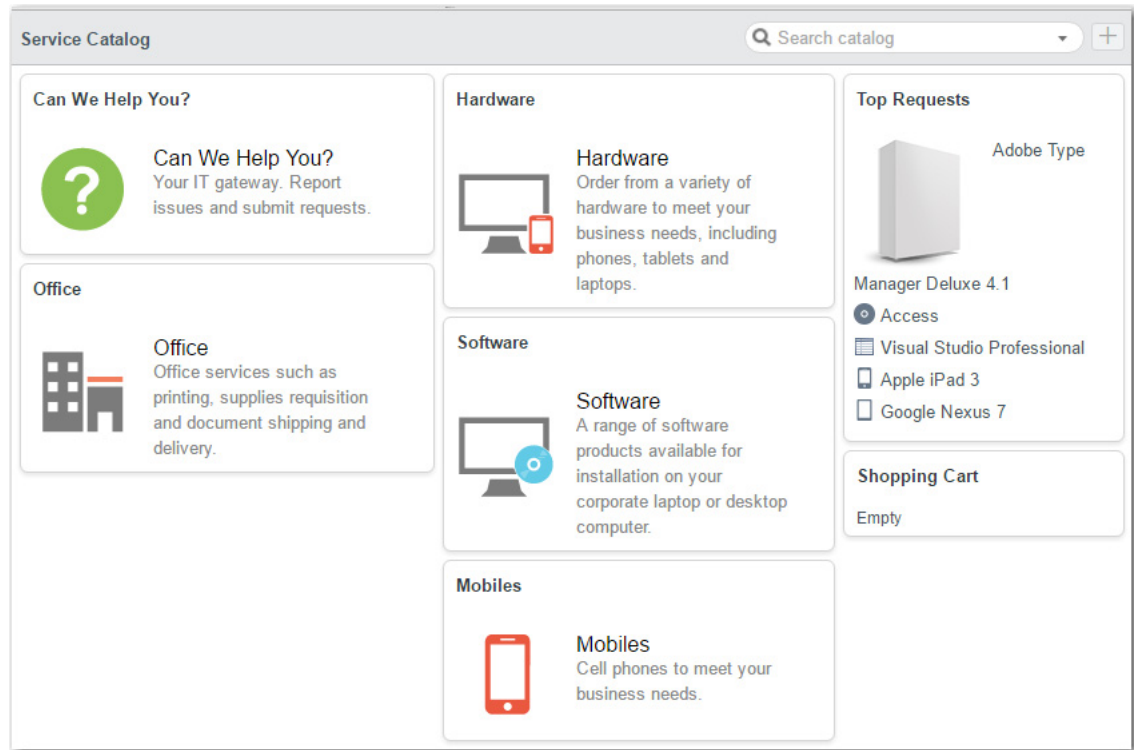 Service Catalog
Search catalog
Can We Help You?
Can We Help You?
Your IT gateway. Report
issues and submit requests.
Office
Office
Office services such as
printing, supplies requisition
and document shipping and
delivery.
Hardware
Hardware
Order from a variety of
hardware to meet your
business needs, including
phones, tablets and
laptops.
Software
Software
A range of software
products available for
installation on your
corporate laptop or desktop
computer.
Mobiles
Mobiles
Cell phones to meet your
business needs.
Top Requests
Adobe Type
Manager Deluxe 4.1
Access
Visual Studio Professional
Apple iPad 3
Google Nexus 7
Shopping Cart
Empty